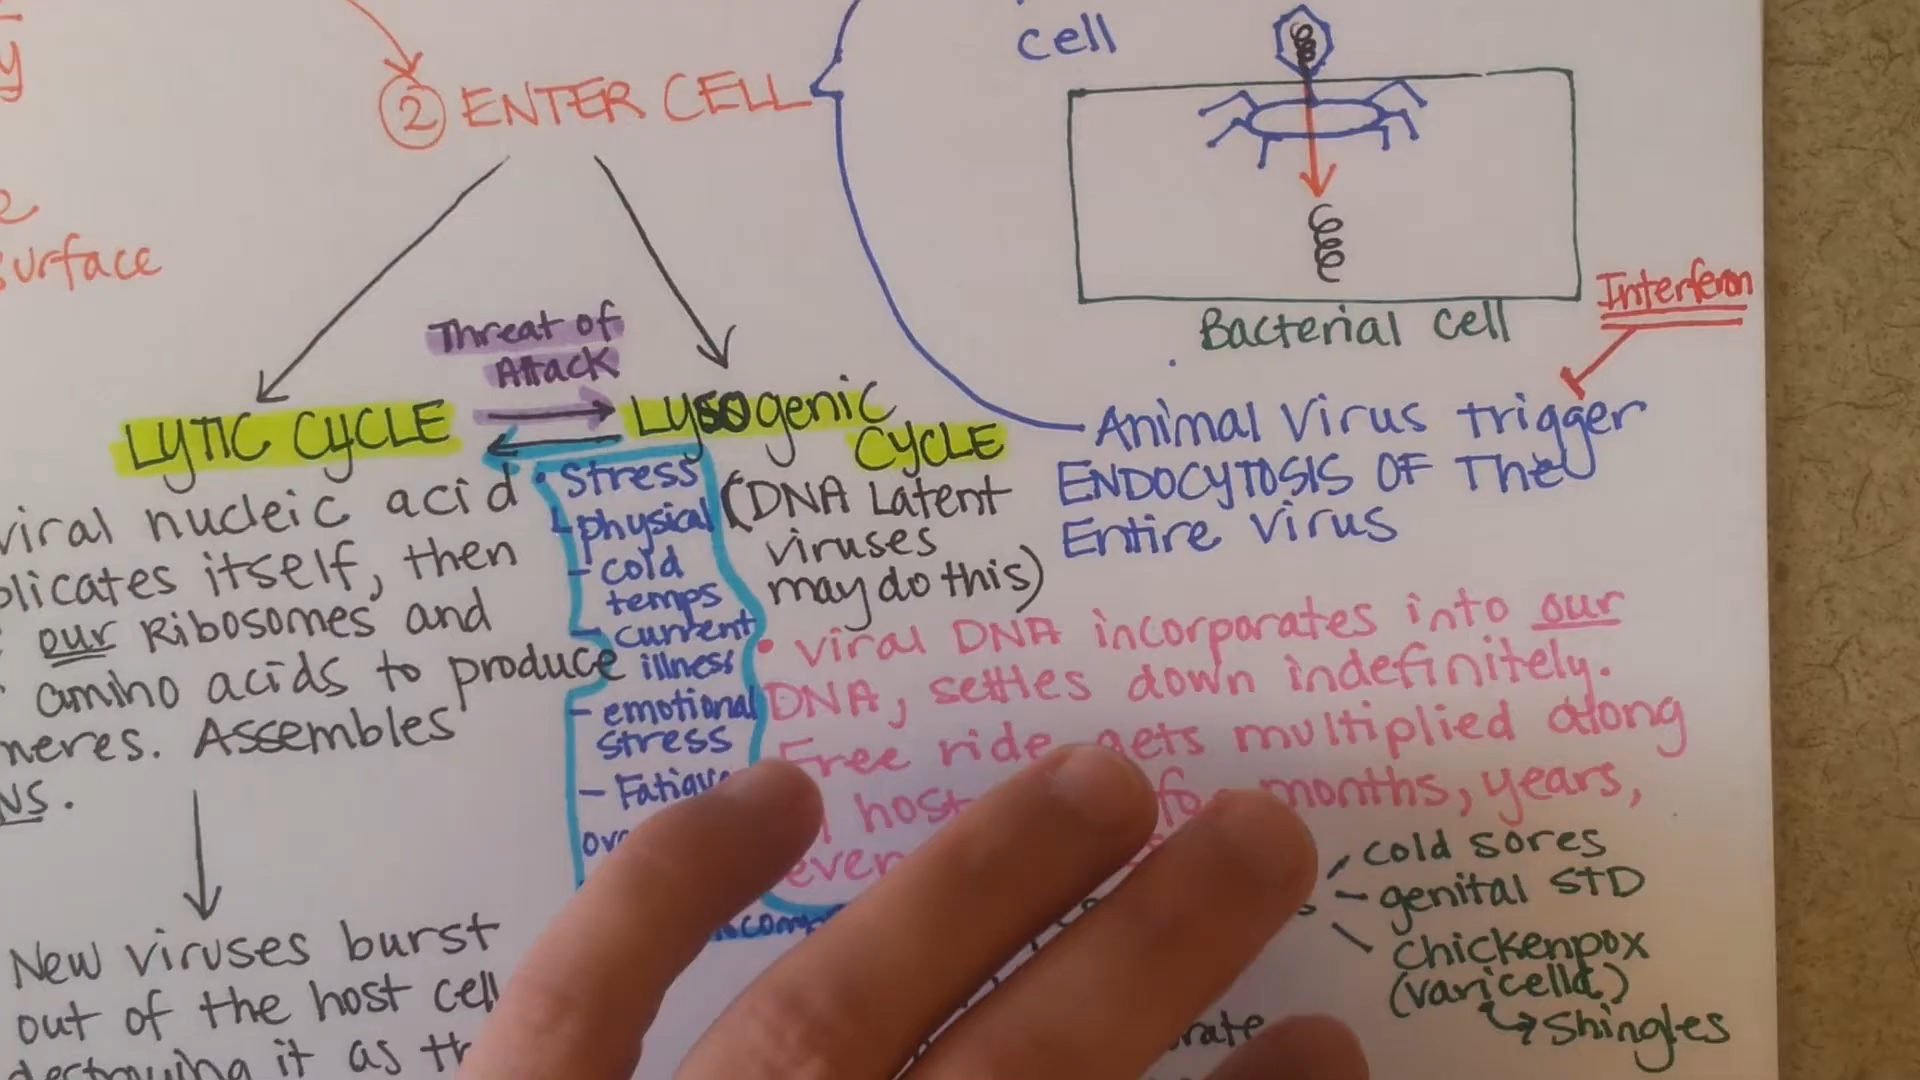 cell
② ENTER CELL
surface
Interferon
Bacterial cell
Threat of
Attack
LYTIC CYCLE
Lysogenic
CYCLE
Animal Virus trigger
ENDOCYTOSIS OF The
Entire virus
(DNA Latent
viruses
may do this)
viral nucleic acid
itself, then
our Ribosomes and
amino acids to produce
Assembles
• Stress
physical
- cold
temps
- current
illness
- emotional
stress
- Fatigue
• viral DNA incorporates into our
DNA, settles down indefinitely.
Free ride, gets multiplied along
host months, years,
cold sores
- genital STD
Chickenpox
(varicella)
→ Shingles
New viruses burst
out of the host cell
it as